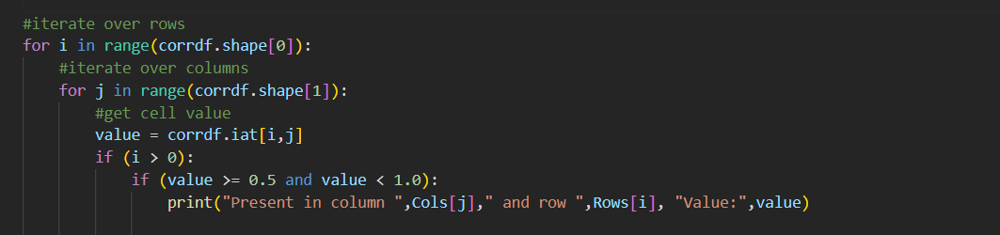 #iterate over rows
for i in range(corrdf.shape[0]):
    #iterate over columns
    for j in range(corrdf.shape[1]):
        #get cell value
        value = corrdf.iat[i,j]
        if (i > 0):
            if (value >= 0.5 and value < 1.0):
                print("Present in column ",Cols[j]," and row ",Rows[i], "Value:",value)